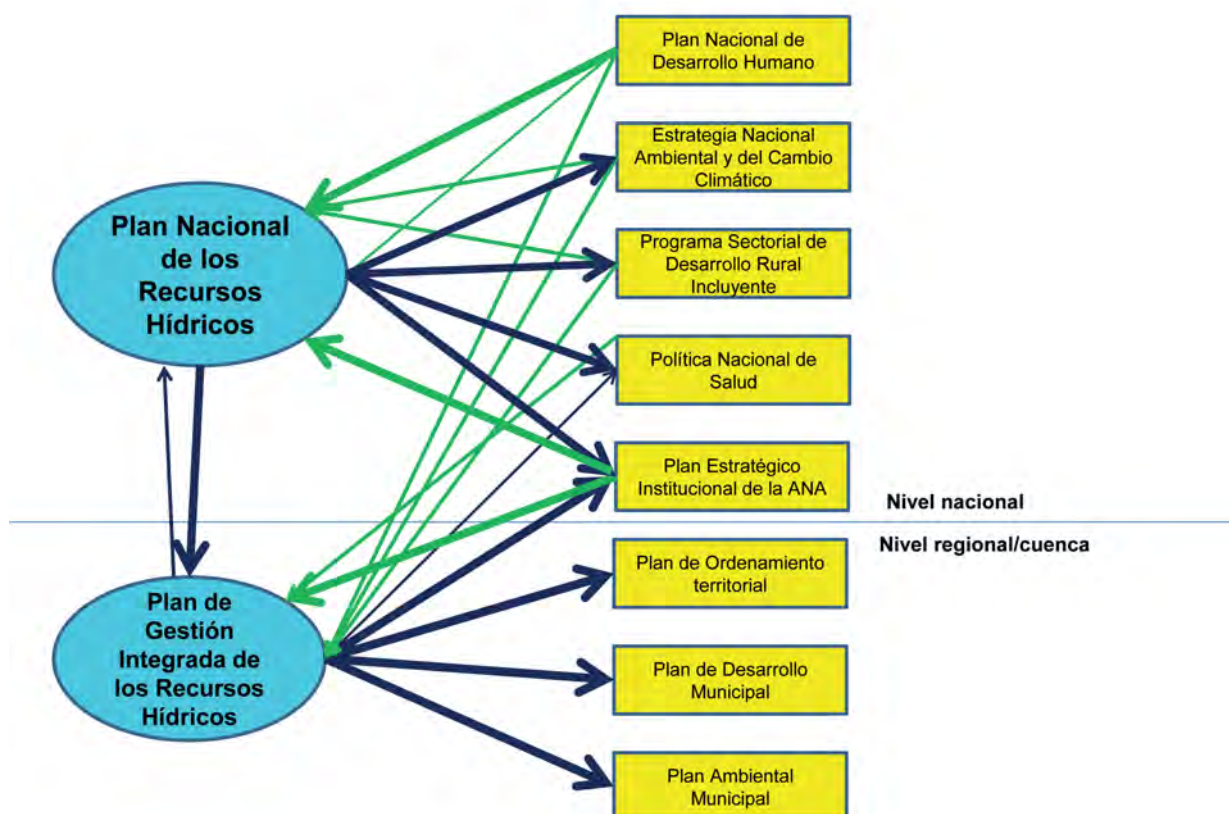 Plan Nacional de
Desarrollo Humano
Estrategia Nacional
Ambiental y del Cambio
Climático
Plan Nacional
de los
Recursos
Hídricos
Programa Sectorial de
Desarrollo Rural
Incluyente
Política Nacional de
Salud
Plan Estratégico
Institucional de la ANA
Nivel nacional
Nivel regional/cuenca
Plan de Ordenamiento
territorial
Plan de
Gestión
Integrada de
los Recursos
Hídricos
Plan de Desarrollo
Municipal
Plan Ambiental
Municipal